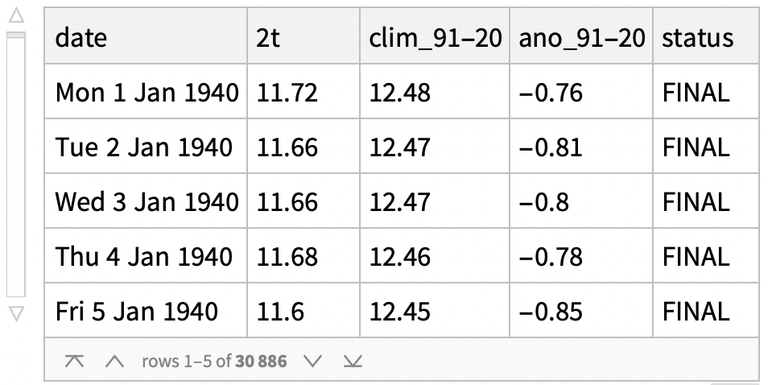 date 2t clim_91–20 ano_91–20 status
Mon 1 Jan 1940 11.72 12.48 −0.76 FINAL
Tue 2 Jan 1940 11.66 12.47 −0.81 FINAL
Wed 3 Jan 1940 11.66 12.47 −0.8 FINAL
Thu 4 Jan 1940 11.68 12.46 −0.78 FINAL
Fri 5 Jan 1940 11.6 12.45 −0.85 FINAL
rows 1–5 of 30 886